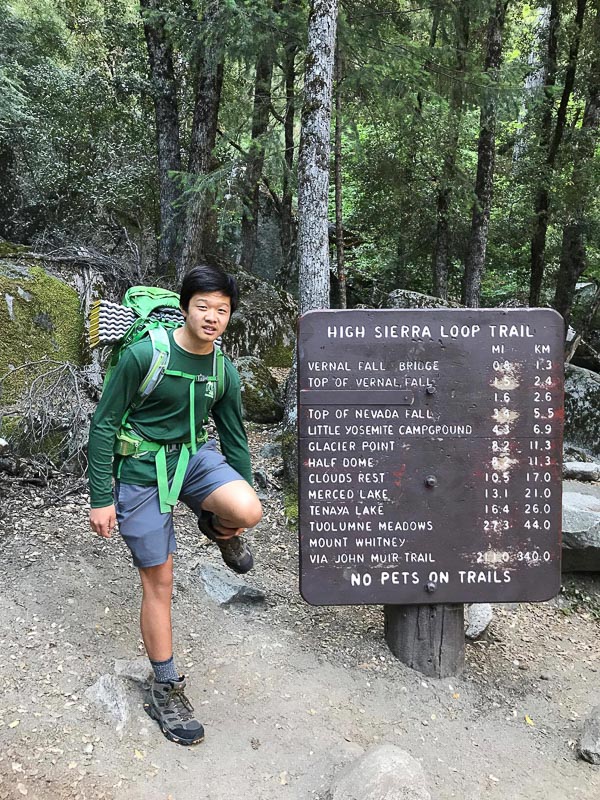 HIGH SIERRA LOOP TRAIL
MI KM
VERNAL FALL BRIDGE 0.8 1.3
TOP OF VERNAL FALL 1.5 2.4
1.6 2.6
TOP OF NEVADA FALL 5.5
LITTLE YOSEMITE CAMPGROUND 4.3 6.9
GLACIER POINT 8.2 11.3
HALF DOME 11.3
CLOUDS REST 10.5 17.0
MERCED LAKE 13.1 21.0
TENAYA LAKE 16.4 26.0
TUOLUMNE MEADOWS 27.3 44.0
MOUNT WHITNEY
VIA JOHN MUIR TRAIL 211.0 340.0
NO PETS ON TRAILS